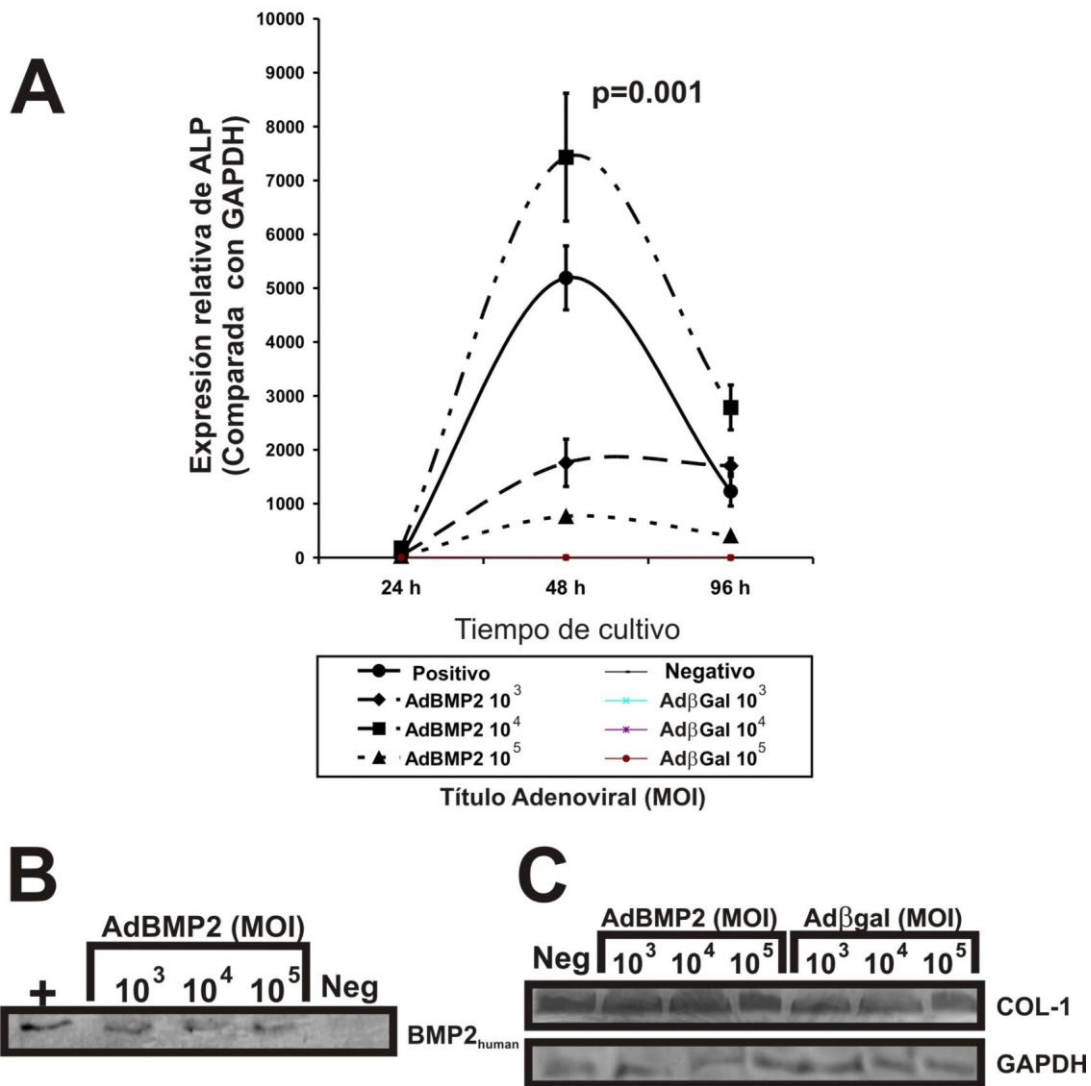 A
p=0.001
Expresión relativa de ALP
(Comparada con GAPDH)
10000
9000
8000
7000
6000
5000
4000
3000
2000
1000
0
24 h 48 h 96 h
Tiempo de cultivo
Positivo Negativo
AdBMP2 10³ AdβGal 10³
AdBMP2 10⁴ AdβGal 10⁴
AdBMP2 10⁵ AdβGal 10⁵
Título Adenoviral (MOI)
B
AdBMP2 (MOI)
+ 10³ 10⁴ 10⁵ Neg
BMP2human
C
AdBMP2 (MOI) Adβgal (MOI)
Neg 10³ 10⁴ 10⁵ 10³ 10⁴ 10⁵
COL-1
GAPDH